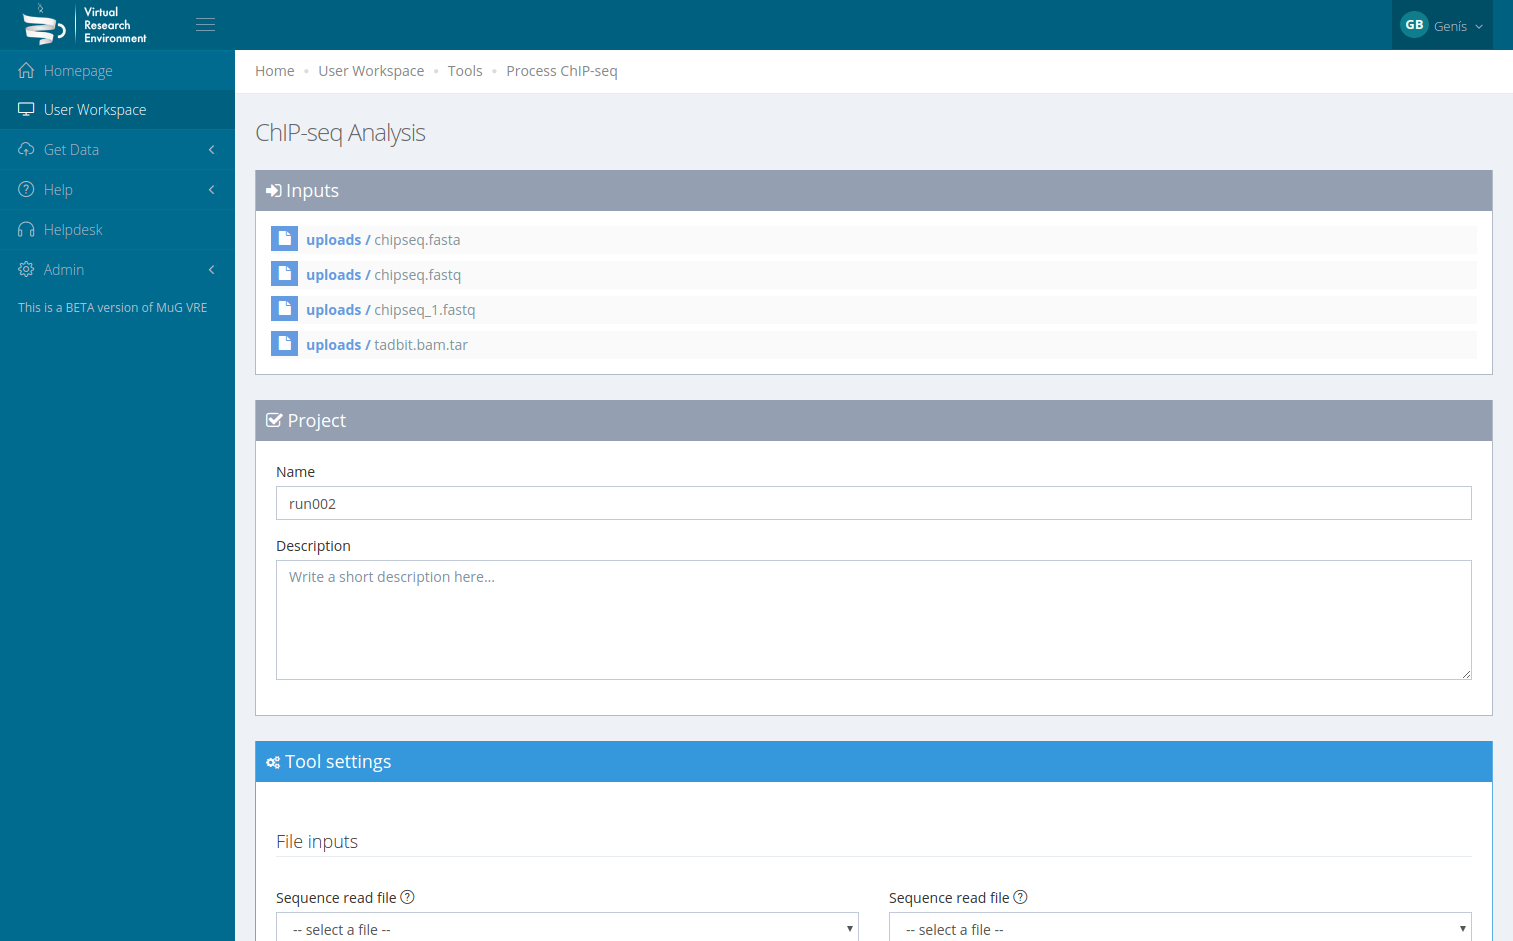 Virtual
Research
Environment
GB Genís
Homepage
User Workspace
Get Data
Help
Helpdesk
Admin
This is a BETA version of MuG VRE
Home • User Workspace • Tools • Process ChIP-seq
ChIP-seq Analysis
Inputs
uploads / chipseq.fasta
uploads / chipseq.fastq
uploads / chipseq_1.fastq
uploads / tadbit.bam.tar
Project
Name
run002
Description
Write a short description here...
Tool settings
File inputs
Sequence read file Sequence read file
-- select a file -- -- select a file --